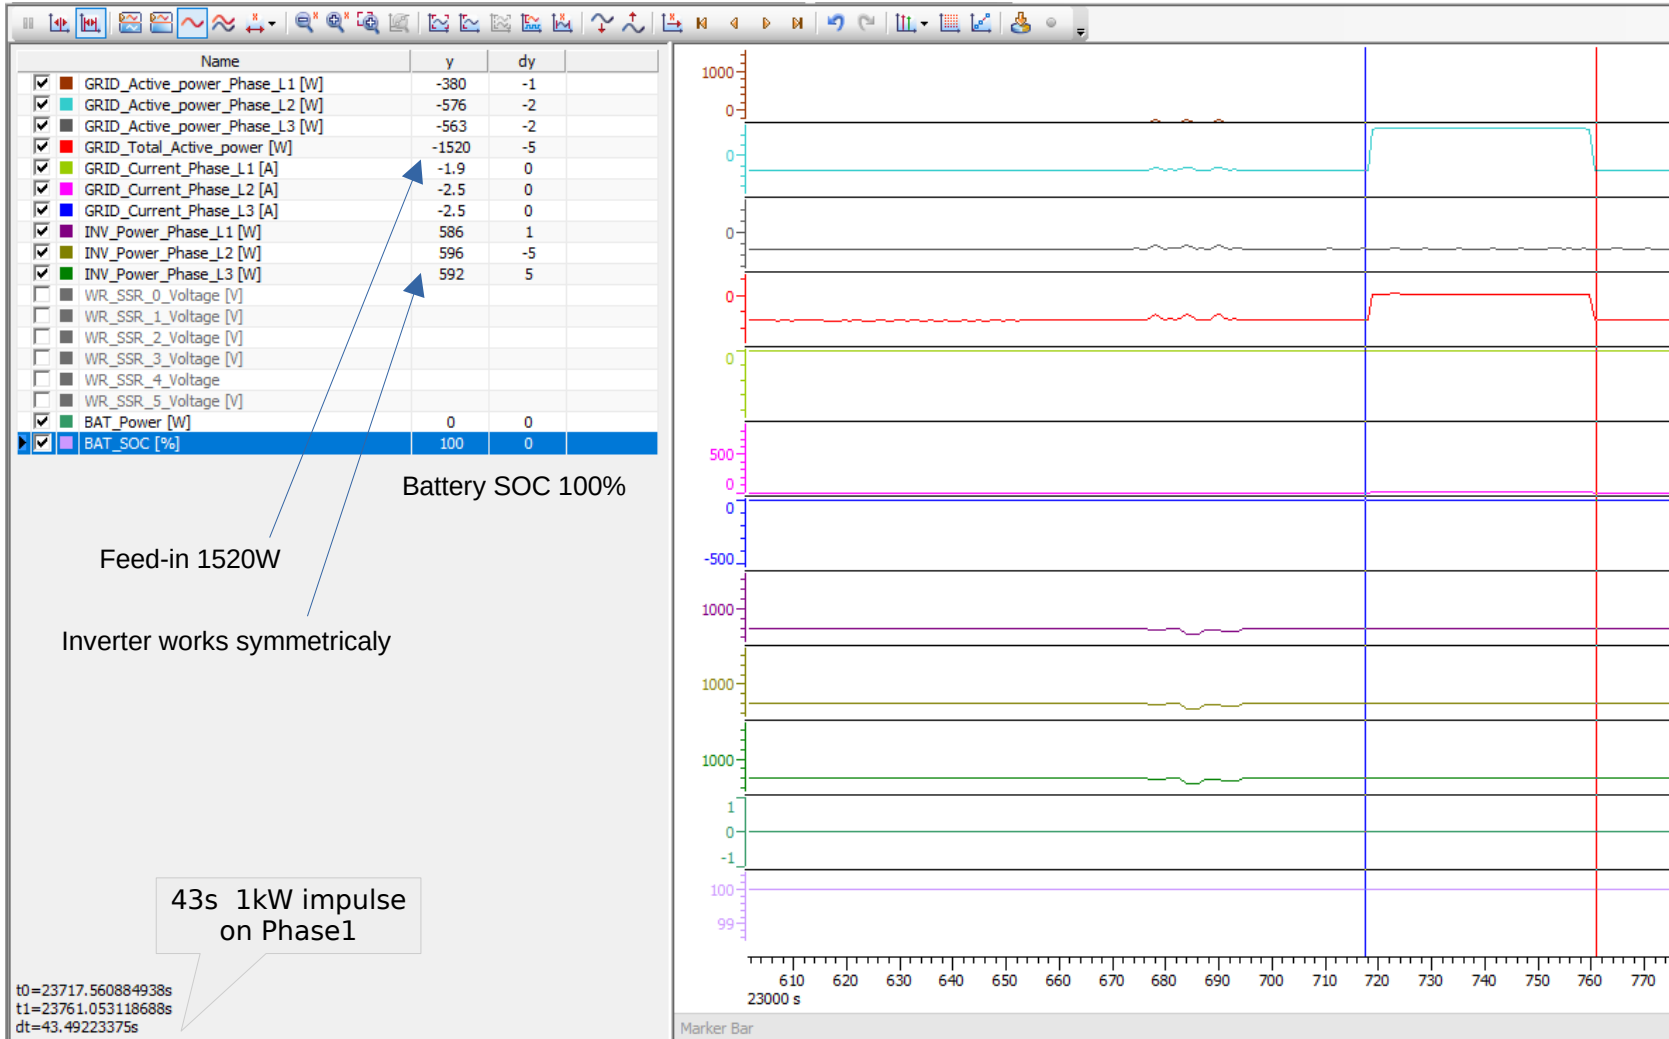 Name y dy
GRID_Active_power_Phase_L1 [W] -380 -1
GRID_Active_power_Phase_L2 [W] -576 -2
GRID_Active_power_Phase_L3 [W] -563 -2
GRID_Total_Active_power [W] -1520 -5
GRID_Current_Phase_L1 [A] -1.9 0
GRID_Current_Phase_L2 [A] -2.5 0
GRID_Current_Phase_L3 [A] -2.5 0
INV_Power_Phase_L1 [W] 586 1
INV_Power_Phase_L2 [W] 596 -5
INV_Power_Phase_L3 [W] 592 5
WR_SSR_0_Voltage [V]
WR_SSR_1_Voltage [V]
WR_SSR_2_Voltage [V]
WR_SSR_3_Voltage [V]
WR_SSR_4_Voltage
WR_SSR_5_Voltage [V]
BAT_Power [W] 0 0
BAT_SOC [%] 100 0
Battery SOC 100%
Feed-in 1520W
Inverter works symmetricaly
43s 1kW impulse
on Phase1
t0=23717.560884938s
t1=23761.053118688s
dt=43.49223375s
1000
0
0
0
0
0
500
0
0
-500
1000
1000
1000
1
0
-1
100
99
610 620 630 640 650 660 670 680 690 700 710 720 730 740 750 760 770
23000 s
Marker Bar